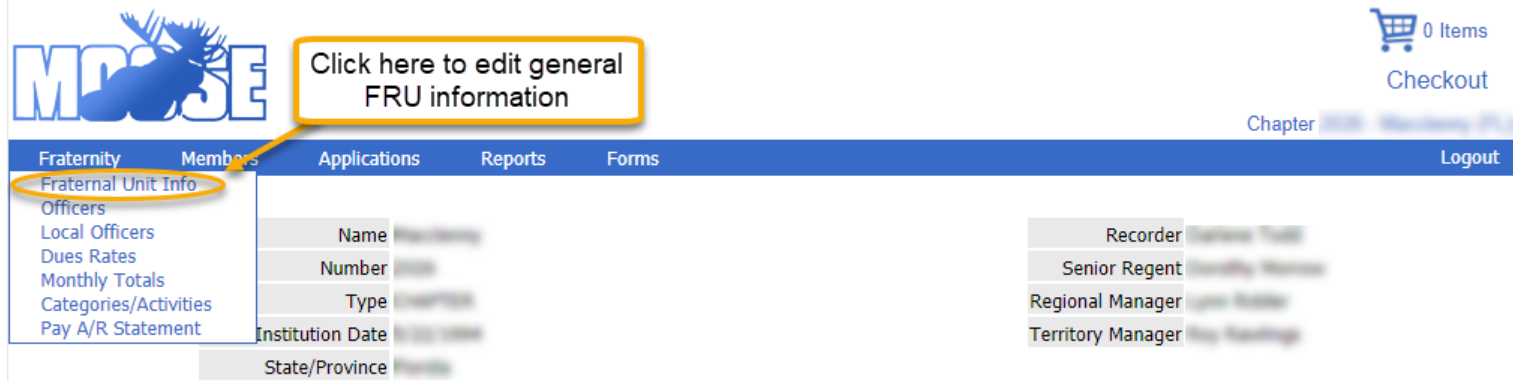 MOOSE
Click here to edit general
FRU information
0 Items
Checkout
Chapter
Fraternity Members Applications Reports Forms Logout
Fraternal Unit Info
Officers
Local Officers
Dues Rates
Monthly Totals
Categories/Activities
Pay A/R Statement
Name
Number
Type
Institution Date
State/Province
Recorder
Senior Regent
Regional Manager
Territory Manager